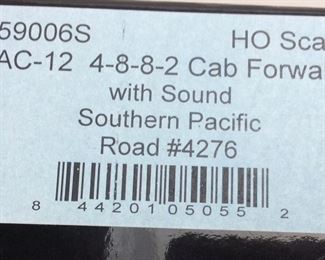 59006S HO Sca
AC-12 4-8-8-2 Cab Forwa
with Sound
Southern Pacific
Road #4276
8 44201 05055 2